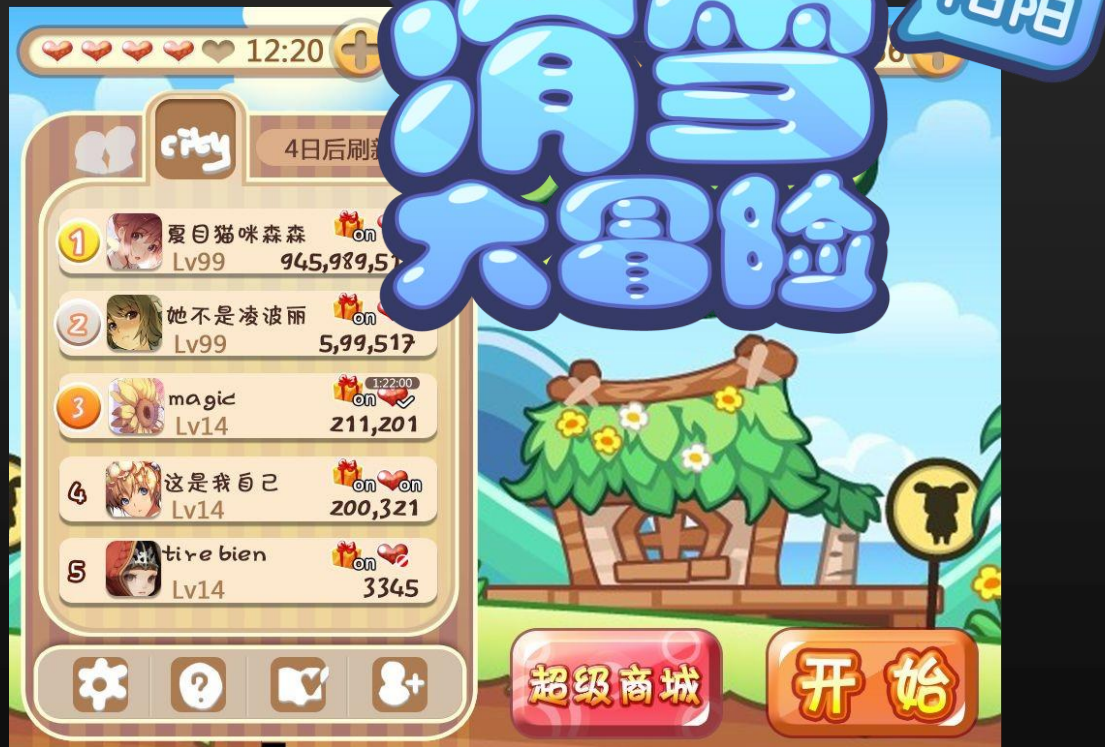 12:20
滑雪
大冒险
city
4日后刷新
1
夏目猫咪森森
on
Lv99
945,989,51
2
她不是凌波丽
on
Lv99
5,99,517
3
magic
1:22:00
on
Lv14
211,201
4
这是我自己
on
on
Lv14
200,321
5
tire bien
on
Lv14
3345
?
超级商城
开始